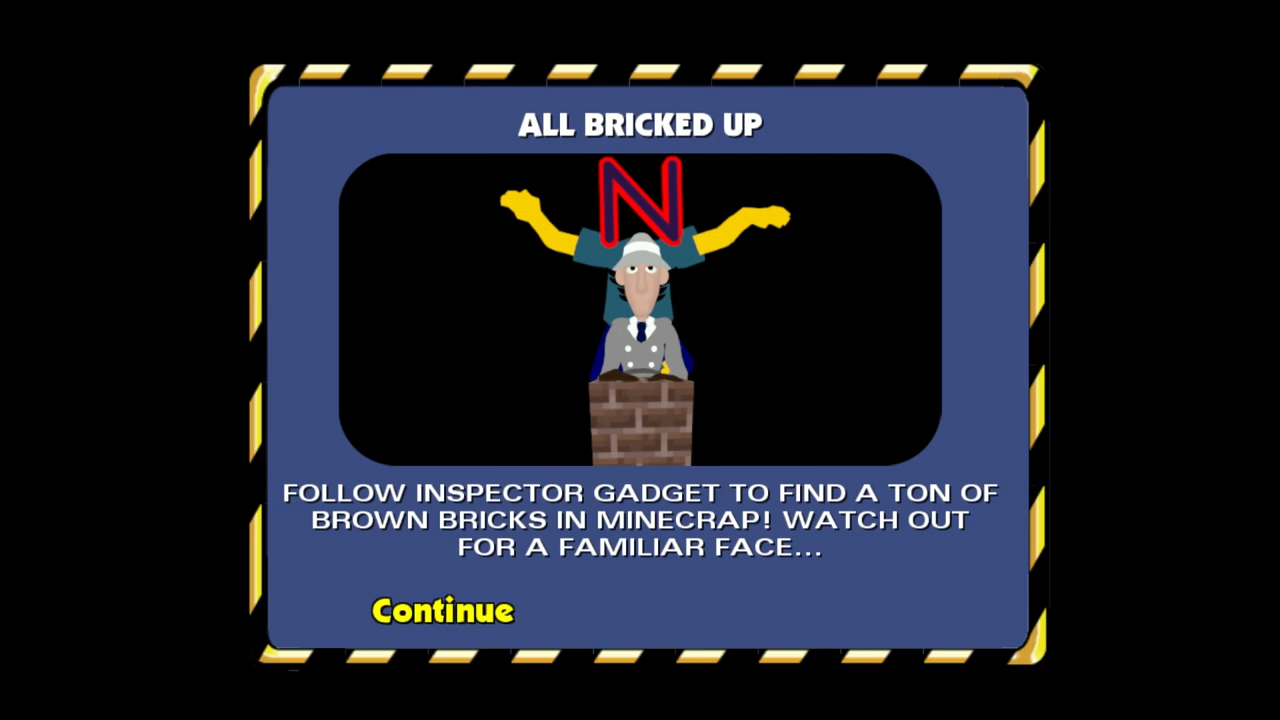 ALL BRICKED UP
N
FOLLOW INSPECTOR GADGET TO FIND A TON OF
BROWN BRICKS IN MINECRAP! WATCH OUT
FOR A FAMILIAR FACE...
Continue